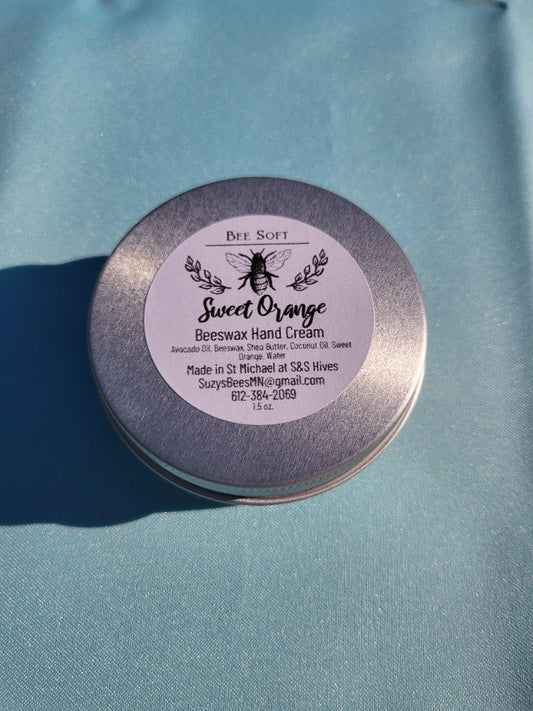 BEE SOFT
Sweet Orange
Beeswax Hand Cream
Avocado Oil, Beeswax, Shea Butter, Coconut Oil, Sweet
Orange, Water
Made in St Michael at S&S Hives
SuzysBeesMN@gmail.com
612-384-2069
1.5 oz.